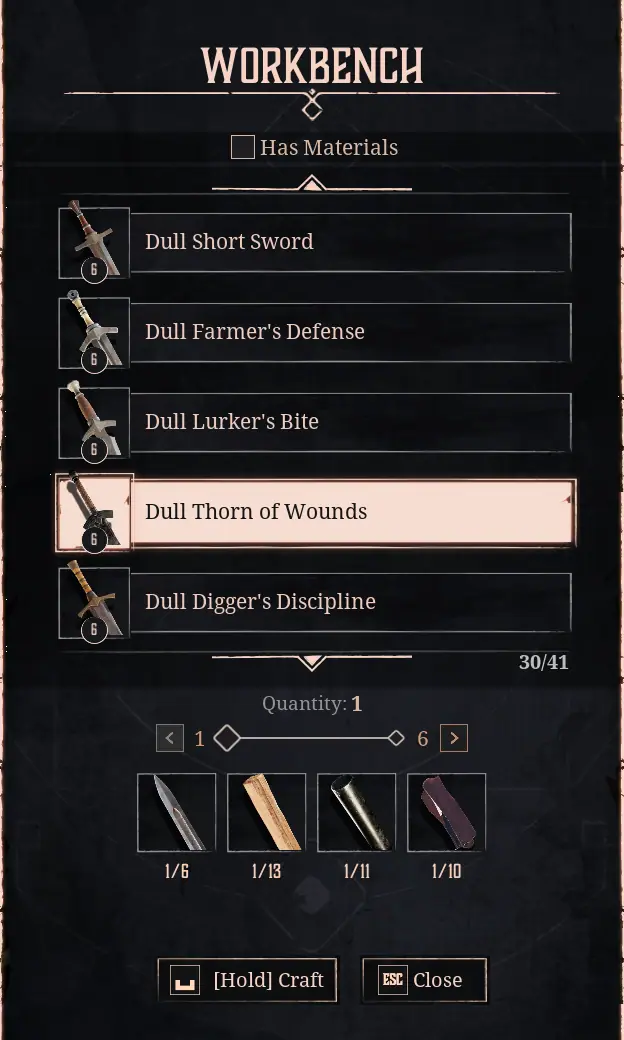 WORKBENCH
Has Materials
Dull Short Sword
6
Dull Farmer's Defense
6
Dull Lurker's Bite
6
Dull Thorn of Wounds
6
Dull Digger's Discipline
6
30/41
Quantity: 1
< 1 6 >
1/6 1/13 1/11 1/10
[Hold] Craft ESC Close